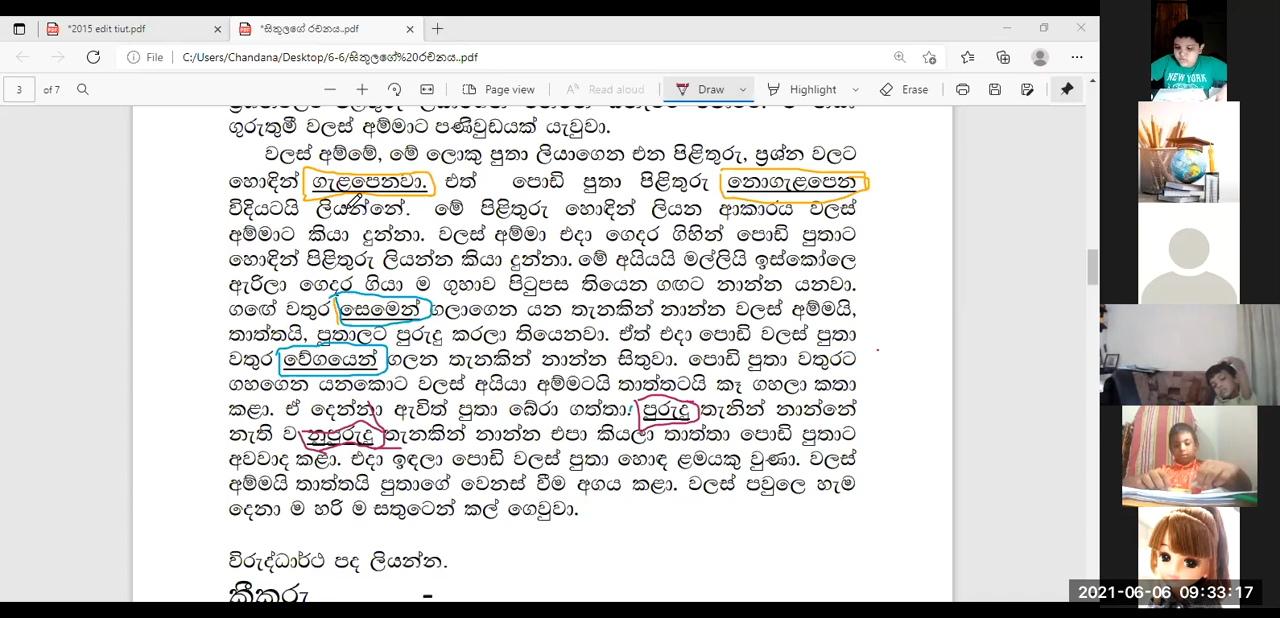 *2015 edit tiut.pdf
*සිතුලගේ රචනය..pdf
File C:/Users/Chandana/Desktop/6-6/සිතුලගේ%20රචනය..pdf
3 of 7 Page view Read aloud Draw Highlight Erase
ගුරුතුමී වලස් අම්මාට පණිවුඩයක් යැව්වා.
වලස් අම්මේ, මේ ලොකු පුතා ලියාගෙන එන පිළිතුරු, ප්‍රශ්න වලට
හොඳින් ගැළපෙනවා. එත් පොඩි පුතා පිළිතුරු නොගැළපෙන
විදියටයි ලියන්නේ. මේ පිළිතුරු හොඳින් ලියන ආකාරය වලස්
අම්මාට කියා දුන්නා. වලස් අම්මා එදා ගෙදර ගිහින් පොඩි පුතාට
හොඳින් පිළිතුරු ලියන්න කියා දුන්නා. මේ අයියයි මල්ලියි ඉස්කෝලෙ
ඇරිලා ගෙදර ගියා ම ගුහාව පිටුපස තියෙන ගඟට නාන්න යනවා.
ගඟේ වතුර සෙමෙන් ගලාගෙන යන තැනකින් නාන්න වලස් අම්මයි,
තාත්තයි, පුතාලට පුරුදු කරලා තියෙනවා. ඒත් එදා පොඩි වලස් පුතා
වතුර වේගයෙන් ගලන තැනකින් නාන්න සිතුවා. පොඩි පුතා වතුරට
ගහගෙන යනකොට වලස් අයියා අම්මටයි තාත්තටයි කෑ ගහලා කතා
කළා. ඒ දෙන්නා ඇවිත් පුතා බේරා ගත්තා. පුරුදු තැනින් නාන්නේ
නැති ව නුපුරුදු තැනකින් නාන්න එපා කියලා තාත්තා පොඩි පුතාට
අවවාද කළා. එදා ඉඳලා පොඩි වලස් පුතා හොඳ ළමයකු වුණා. වලස්
අම්මයි තාත්තයි පුතාගේ වෙනස් වීම අගය කළා. වලස් පවුලෙ හැම
දෙනා ම හරි ම සතුටෙන් කල් ගෙවුවා.
විරුද්ධාර්ථ පද ලියන්න.
කීකරු -
NEW YORK
2021-06-06 09:33:17